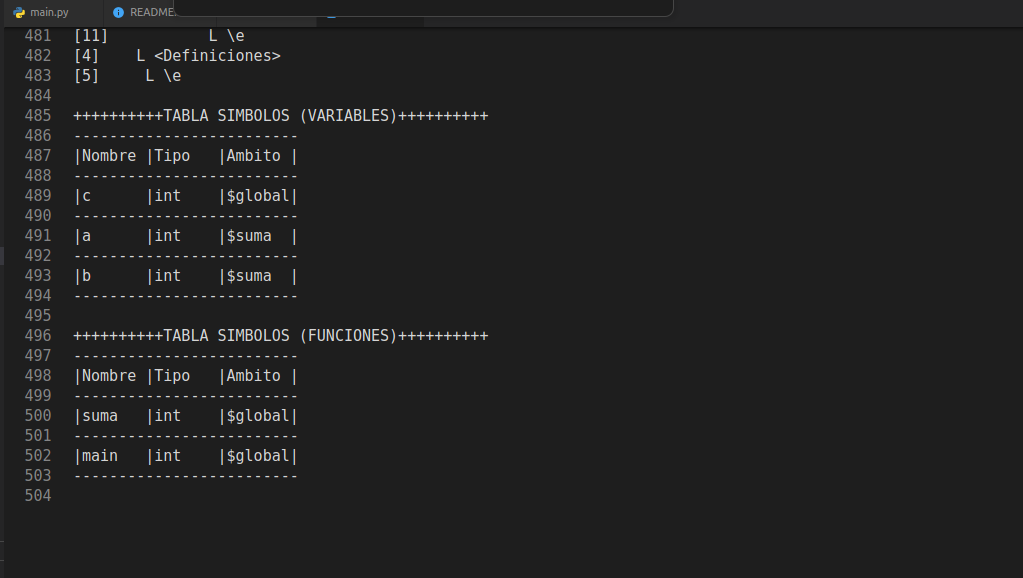 main.py README.
481 [11]           L \e
482 [4]    L <Definiciones>
483 [5]     L \e
484
485 ++++++++++TABLA SIMBOLOS (VARIABLES)++++++++++
486 -------------------------
487 |Nombre |Tipo   |Ambito |
488 -------------------------
489 |c      |int    |$global|
490 -------------------------
491 |a      |int    |$suma  |
492 -------------------------
493 |b      |int    |$suma  |
494 -------------------------
495
496 ++++++++++TABLA SIMBOLOS (FUNCIONES)++++++++++
497 -------------------------
498 |Nombre |Tipo   |Ambito |
499 -------------------------
500 |suma   |int    |$global|
501 -------------------------
502 |main   |int    |$global|
503 -------------------------
504